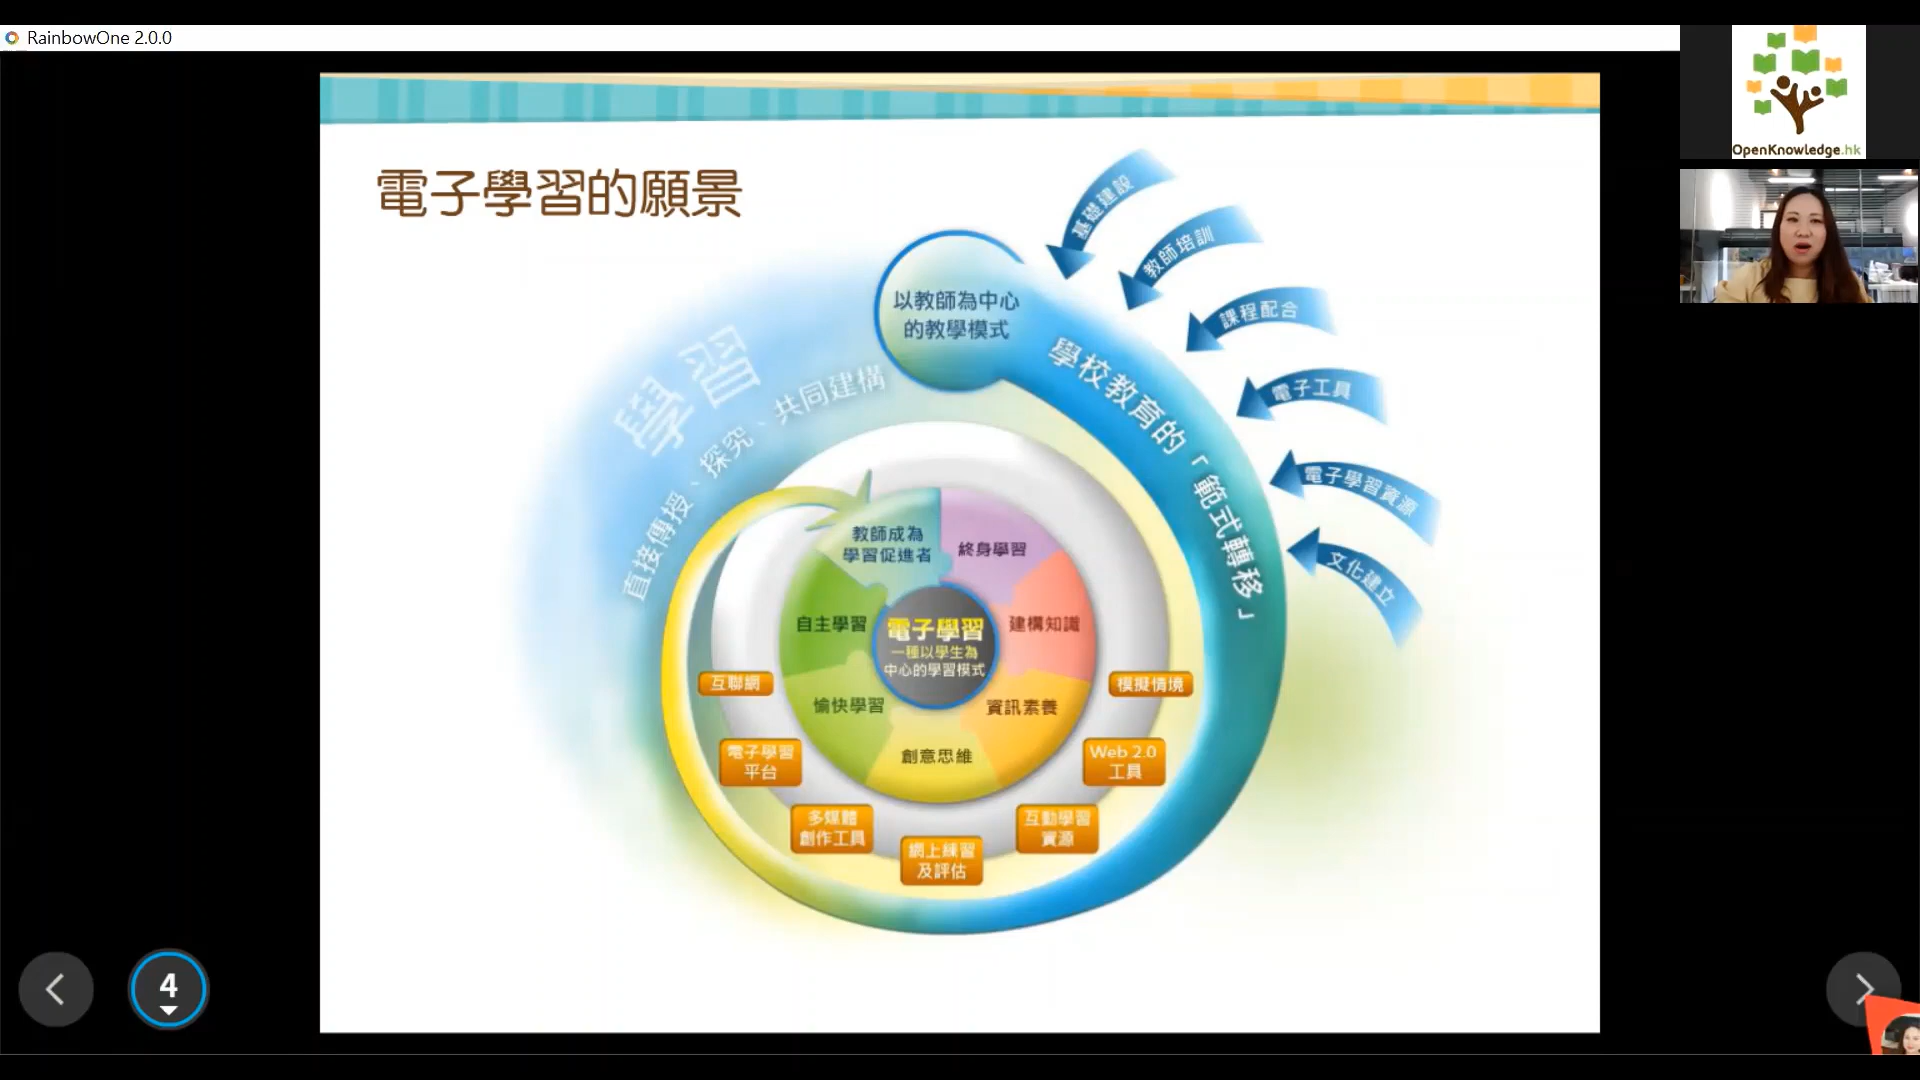 RainbowOne 2.0.0
OpenKnowledge.hk
電子學習的願景
基礎建設
教師培訓
課程配合
電子工具
電子學習資源
文化建立
以教師為中心
的教學模式
學校教育的「範式轉移」
學習
直接傳授、探究、共同建構
教師成為
學習促進者
終身學習
自主學習
建構知識
電子學習
一種以學生為
中心的學習模式
愉快學習
資訊素養
創意思維
互聯網
模擬情境
電子學習
平台
Web 2.0
工具
多媒體
創作工具
互動學習
資源
網上練習
及評估
4